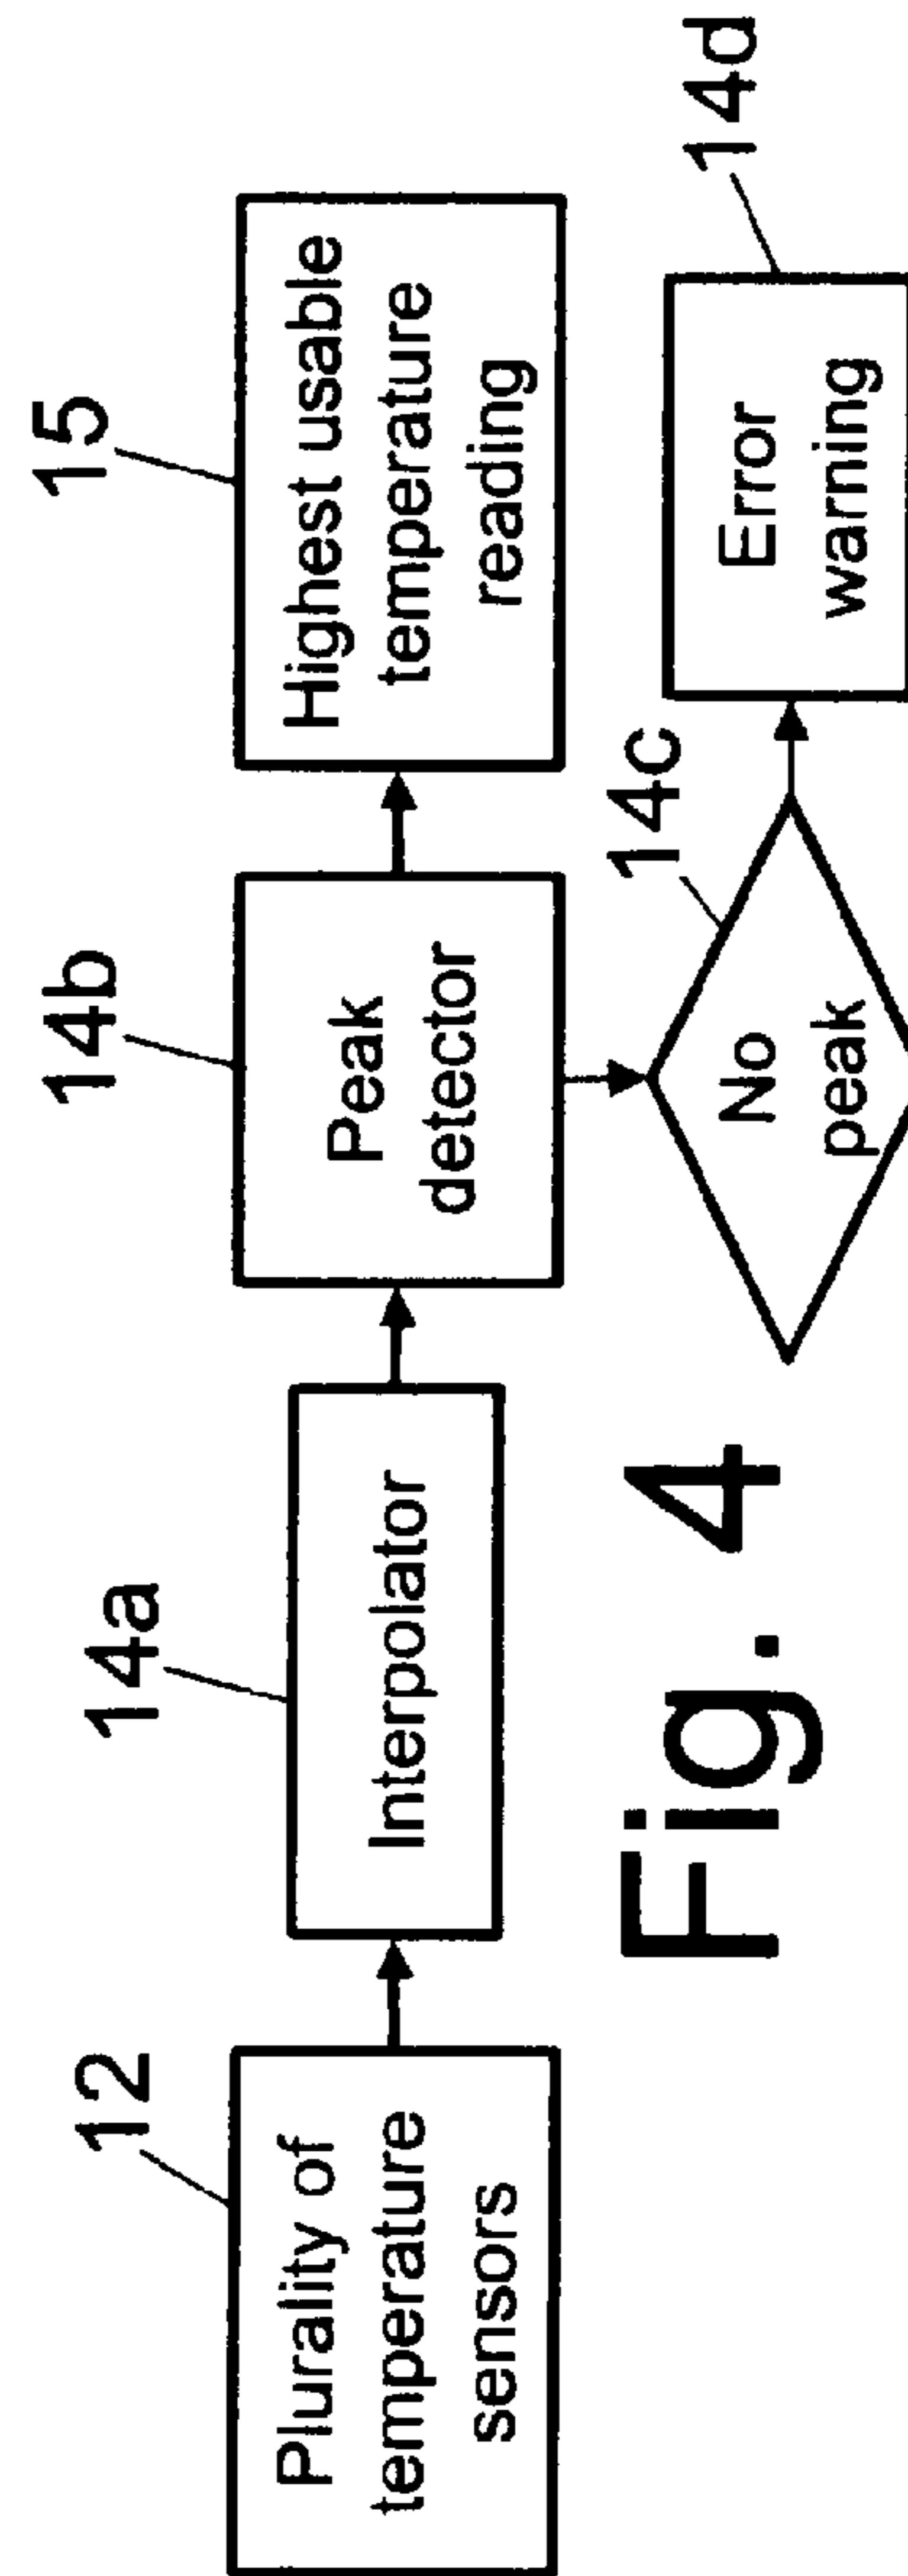 12
Plurality of
temperature
sensors
14a
Interpolator
14b
Peak
detector
15
Highest usable
temperature
reading
14c
No
peak
14d
Error
warning
Fig. 4